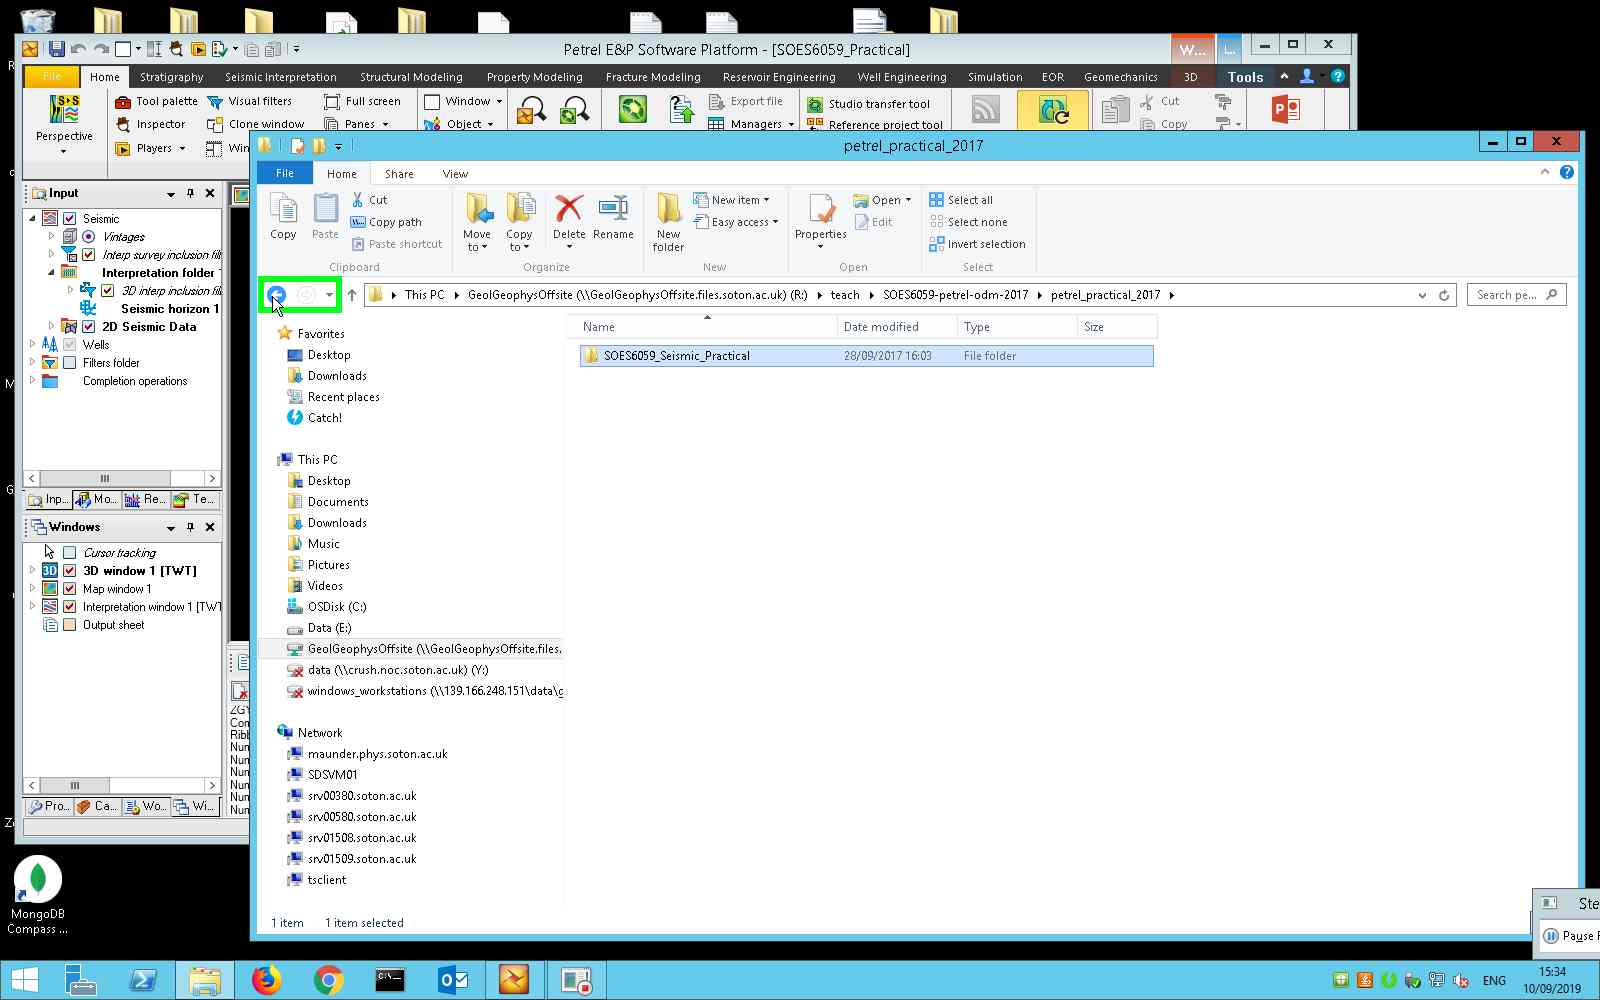 Petrel E&P Software Platform - [SOES6059_Practical]
W...
L...
File
Home
Stratigraphy
Seismic Interpretation
Structural Modeling
Property Modeling
Fracture Modeling
Reservoir Engineering
Well Engineering
Simulation
EOR
Geomechanics
3D
Tools
Perspective
Tool palette
Visual filters
Full screen
Window
Export file
Studio transfer tool
Cut
Inspector
Clone window
Panes
Object
Managers
Reference project tool
Copy
Players
Win
petrel_practical_2017
File
Home
Share
View
Copy
Paste
Cut
Copy path
Paste shortcut
Clipboard
Move to
Copy to
Delete
Rename
Organize
New folder
New item
Easy access
New
Properties
Open
Edit
Open
Select all
Select none
Invert selection
Select
This PC
GeolGeophysOffsite (\\GeolGeophysOffsite.files.soton.ac.uk) (R:)
teach
SOES6059-petrel-odm-2017
petrel_practical_2017
Search pe...
Name
Date modified
Type
Size
SOES6059_Seismic_Practical
28/09/2017 16:03
File folder
Favorites
Desktop
Downloads
Recent places
Catch!
This PC
Desktop
Documents
Downloads
Music
Pictures
Videos
OSDisk (C:)
Data (E:)
GeolGeophysOffsite (\\GeolGeophysOffsite.files.
data (\\crush.noc.soton.ac.uk) (Y:)
windows_workstations (\\139.166.248.151\data\g
Network
maunder.phys.soton.ac.uk
SDSVM01
srv00380.soton.ac.uk
srv00580.soton.ac.uk
srv01508.soton.ac.uk
srv01509.soton.ac.uk
tsclient
1 item
1 item selected
Input
Seismic
Vintages
Interp survey inclusion fil
Interpretation folder
3D interp inclusion fil
Seismic horizon 1
2D Seismic Data
Wells
Filters folder
Completion operations
Inp...
Mo...
Re...
Te...
Windows
Cursor tracking
3D window 1 [TWT]
Map window 1
Interpretation window 1 [TWT
Output sheet
Pro...
Ca...
Wo...
Wi...
ZGY
Con
Ribb
Num
Num
Num
Num
Num
Num
MongoDB
Compass ...
Ste
Pause
ENG
15:34
10/09/2019